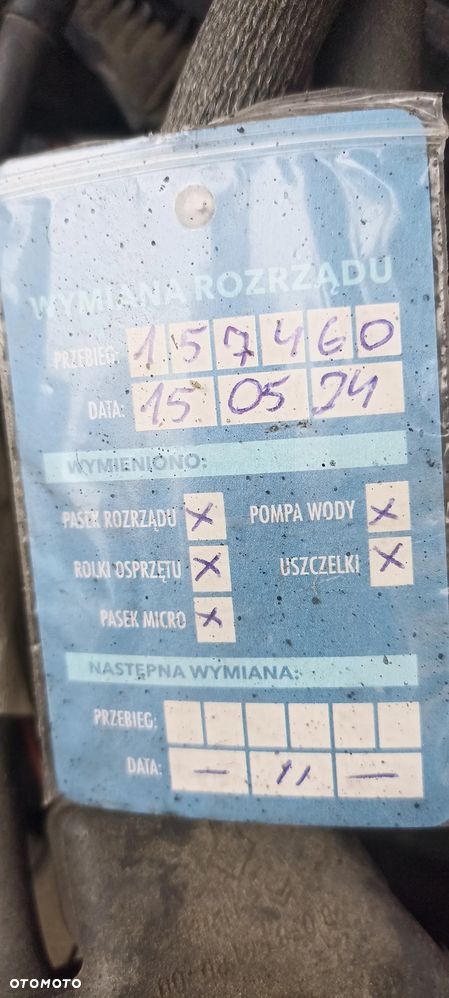 WYMIANA ROZRZĄDU
PRZEBIEG: 157460
DATA: 15 05 24
WYMIENIONO:
PASEK ROZRZĄDU X POMPA WODY X
ROLKI OSPRZĘTU X USZCZELKI X
PASEK MICRO X
NASTĘPNA WYMIANA:
PRZEBIEG:
DATA: — ıı —
OTOMOTO